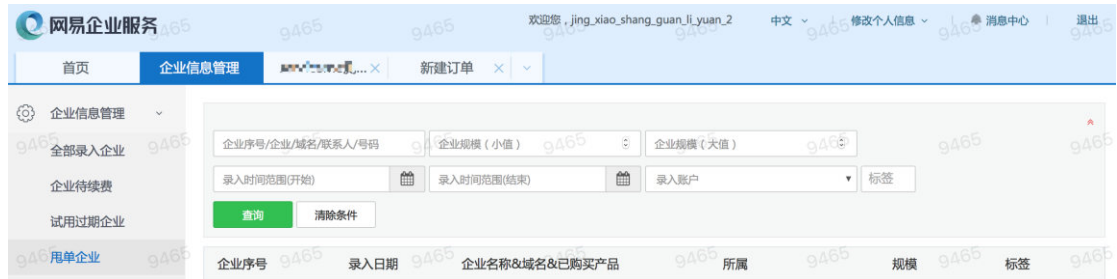 网易企业服务
欢迎您，jing_xiao_shang_guan_li_yuan_2 中文 修改个人信息 消息中心 退出
首页 企业信息管理 新建订单
企业信息管理
全部录入企业
企业待续费
试用过期企业
甩单企业
企业序号/企业/域名/联系人/号码 企业规模（小值） 企业规模（大值）
录入时间范围(开始) 录入时间范围(结束) 录入账户 标签
查询 清除条件
企业序号 录入日期 企业名称&域名&已购买产品 所属 规模 标签
9465